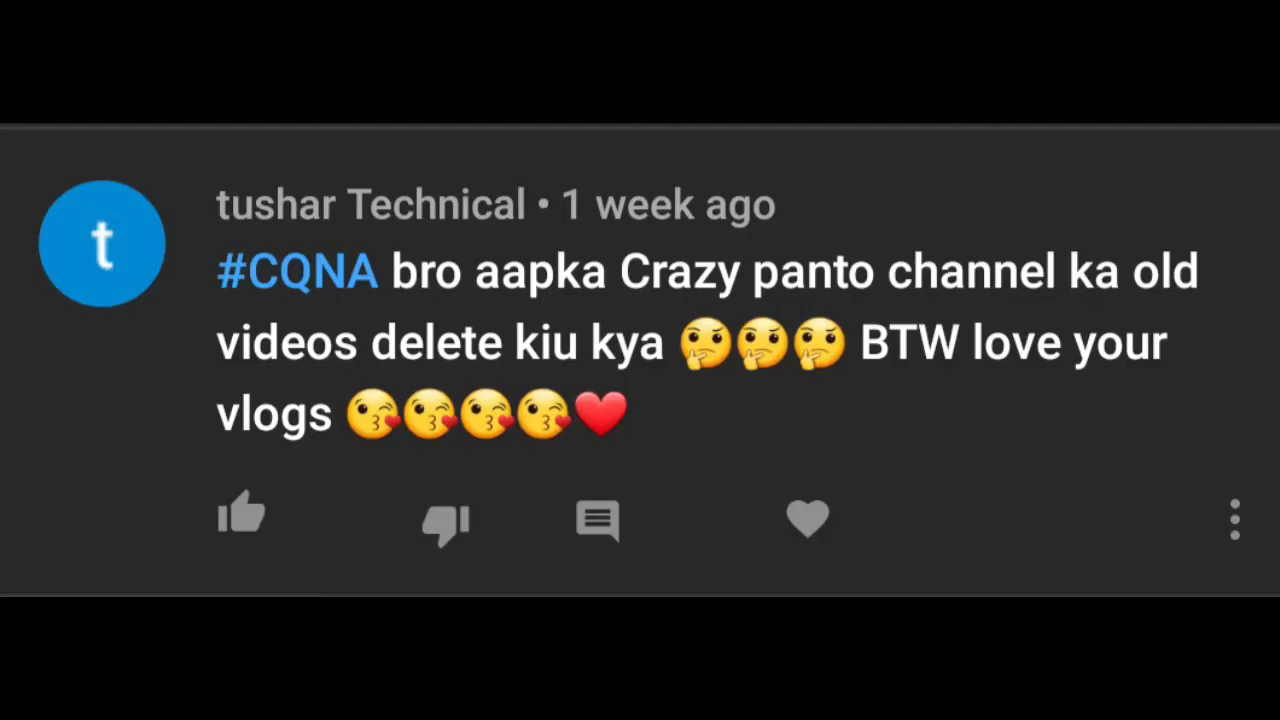 t
tushar Technical • 1 week ago
#CQNA bro aapka Crazy panto channel ka old
videos delete kiu kya 🤔🤔🤔 BTW love your
vlogs 😘😘😘😘❤️